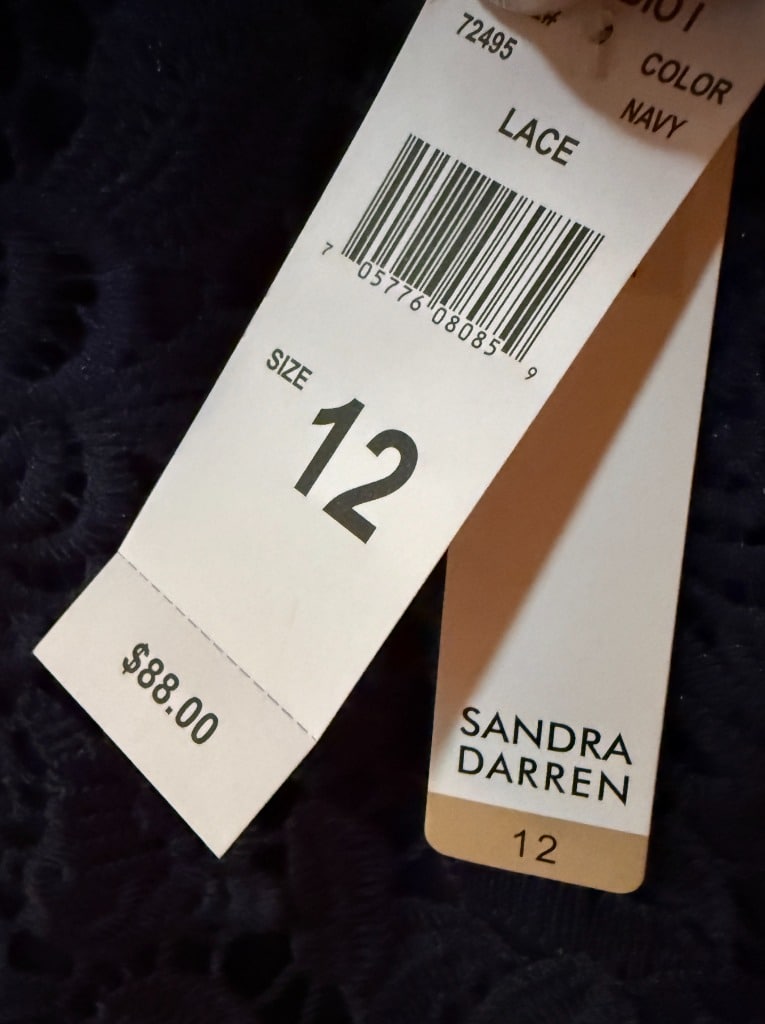 72495
COLOR
NAVY
LACE
7 05776 08085 9
SIZE
12
$88.00
SANDRA
DARREN
12